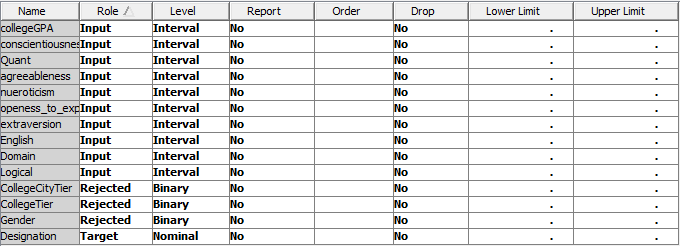 Name Role Level Report Order Drop Lower Limit Upper Limit
collegeGPA Input Interval No No . .
conscientiousnes Input Interval No No . .
Quant Input Interval No No . .
agreeableness Input Interval No No . .
nueroticism Input Interval No No . .
openess_to_exp Input Interval No No . .
extraversion Input Interval No No . .
English Input Interval No No . .
Domain Input Interval No No . .
Logical Input Interval No No . .
CollegeCityTier Rejected Binary No No . .
CollegeTier Rejected Binary No No . .
Gender Rejected Binary No No . .
Designation Target Nominal No No . .